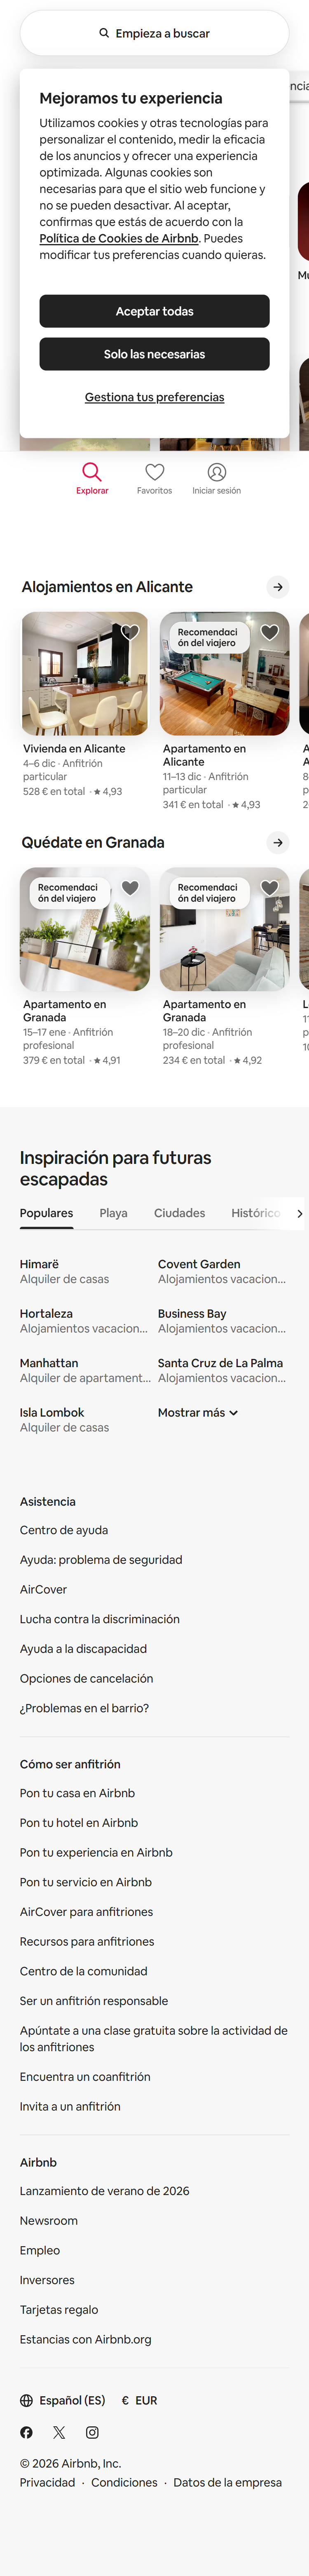 Empieza a buscar
Mejoramos tu experiencia
Utilizamos cookies y otras tecnologías para
personalizar el contenido, medir la eficacia
de los anuncios y ofrecer una experiencia
optimizada. Algunas cookies son
necesarias para que el sitio web funcione y
no se pueden desactivar. Al aceptar,
confirmas que estás de acuerdo con la
Política de Cookies de Airbnb. Puedes
modificar tus preferencias cuando quieras.
Aceptar todas
Solo las necesarias
Gestiona tus preferencias
Explorar
Favoritos
Iniciar sesión
Alojamientos en Alicante
Recomendaci
ón del viajero
Vivienda en Alicante
4–6 dic · Anfitrión
particular
528 € en total · ★ 4,93
Apartamento en
Alicante
11–13 dic · Anfitrión
particular
341 € en total · ★ 4,93
Quédate en Granada
Recomendaci
ón del viajero
Recomendaci
ón del viajero
Apartamento en
Granada
15–17 ene · Anfitrión
profesional
379 € en total · ★ 4,91
Apartamento en
Granada
18–20 dic · Anfitrión
profesional
234 € en total · ★ 4,92
Inspiración para futuras
escapadas
Populares
Playa
Ciudades
Histórico
Himarë
Alquiler de casas
Covent Garden
Alojamientos vacacion...
Hortaleza
Alojamientos vacacion...
Business Bay
Alojamientos vacacion...
Manhattan
Alquiler de apartament...
Santa Cruz de La Palma
Alojamientos vacacion...
Isla Lombok
Alquiler de casas
Mostrar más
Asistencia
Centro de ayuda
Ayuda: problema de seguridad
AirCover
Lucha contra la discriminación
Ayuda a la discapacidad
Opciones de cancelación
¿Problemas en el barrio?
Cómo ser anfitrión
Pon tu casa en Airbnb
Pon tu hotel en Airbnb
Pon tu experiencia en Airbnb
Pon tu servicio en Airbnb
AirCover para anfitriones
Recursos para anfitriones
Centro de la comunidad
Ser un anfitrión responsable
Apúntate a una clase gratuita sobre la actividad de
los anfitriones
Encuentra un coanfitrión
Invita a un anfitrión
Airbnb
Lanzamiento de verano de 2026
Newsroom
Empleo
Inversores
Tarjetas regalo
Estancias con Airbnb.org
Español (ES) € EUR
© 2026 Airbnb, Inc.
Privacidad · Condiciones · Datos de la empresa